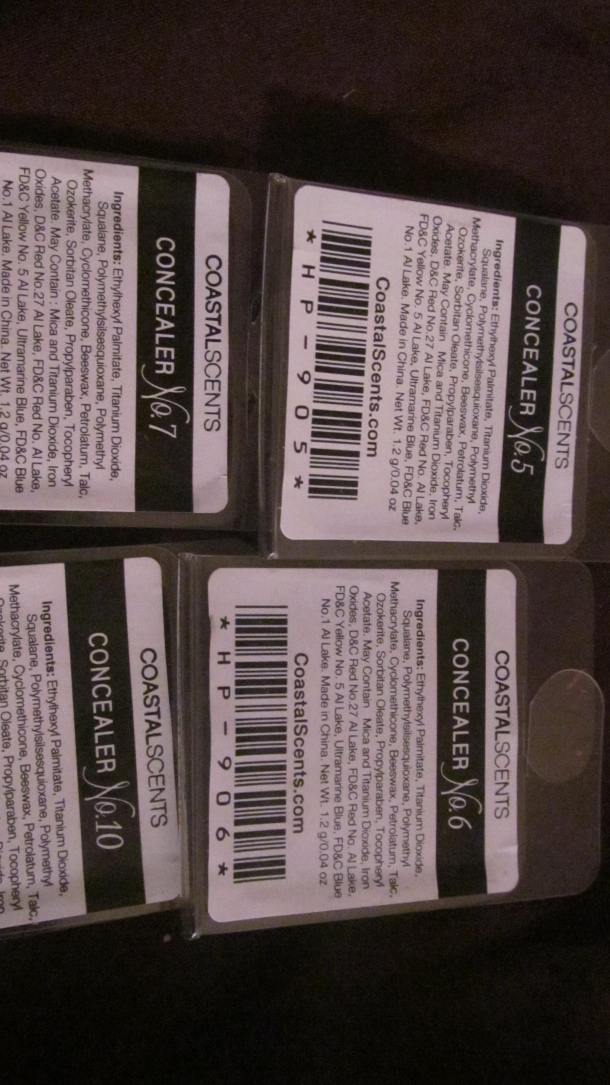 COASTALSCENTS
CONCEALER No.7
Ingredients: Ethylhexyl Palmitate, Titanium Dioxide,
Squalane, Polymethylsilsesquioxane, Polymethyl
Methacrylate, Cyclomethicone, Beeswax, Petrolatum, Talc,
Ozokerite, Sorbitan Oleate, Propylparaben, Tocopheryl
Acetate. May Contain : Mica and Titanium Dioxide, Iron
Oxides, D&C Red No.27 Al Lake, FD&C Red No. Al Lake,
FD&C Yellow No. 5 Al Lake, Ultramarine Blue, FD&C Blue
No.1 Al Lake. Made in China. Net Wt. 1.2 g/0.04 oz
COASTALSCENTS
CONCEALER No.5
Ingredients: Ethylhexyl Palmitate, Titanium Dioxide,
Squalane, Polymethylsilsesquioxane, Polymethyl
Methacrylate, Cyclomethicone, Beeswax, Petrolatum, Talc,
Ozokerite, Sorbitan Oleate, Propylparaben, Tocopheryl
Acetate. May Contain Mica and Titanium Dioxide, Iron
Oxides, D&C Red No.27 Al Lake, FD&C Red No. Al Lake,
FD&C Yellow No. 5 Al Lake, Ultramarine Blue, FD&C Blue
No.1 Al Lake. Made in China. Net Wt. 1.2 g/0.04 oz
CoastalScents.com
* H P - 9 0 5 *
COASTALSCENTS
CONCEALER No.10
Ingredients: Ethylhexyl Palmitate, Titanium Dioxide,
Squalane, Polymethylsilsesquioxane, Polymethyl
Methacrylate, Cyclomethicone, Beeswax, Petrolatum, Talc,
Ozokerite, Sorbitan Oleate, Propylparaben, Tocopheryl
COASTALSCENTS
CONCEALER No.6
Ingredients: Ethylhexyl Palmitate, Titanium Dioxide,
Squalane, Polymethylsilsesquioxane, Polymethyl
Methacrylate, Cyclomethicone, Beeswax, Petrolatum, Talc,
Ozokerite, Sorbitan Oleate, Propylparaben, Tocopheryl
Acetate. May Contain Mica and Titanium Dioxide, Iron
Oxides, D&C Red No.27 Al Lake, FD&C Red No. Al Lake,
FD&C Yellow No. 5 Al Lake, Ultramarine Blue, FD&C Blue
No.1 Al Lake. Made in China. Net Wt. 1.2 g/0.04 oz
CoastalScents.com
* H P - 9 0 6 *